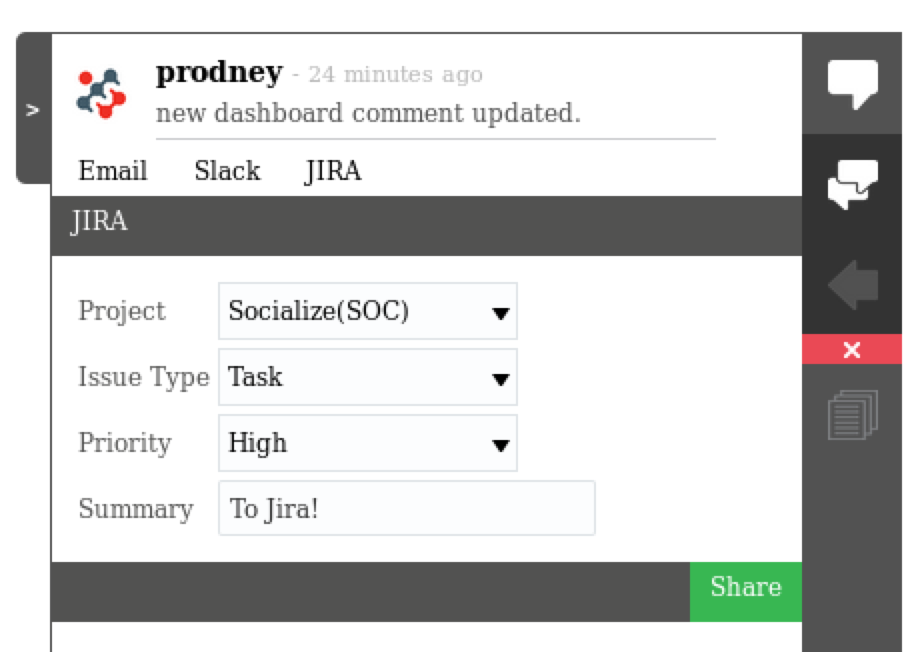 prodney - 24 minutes ago
>
new dashboard comment updated.
Email Slack JIRA
JIRA
Project Socialize(SOC)
Issue Type Task
Priority High
Summary To Jira!
Share